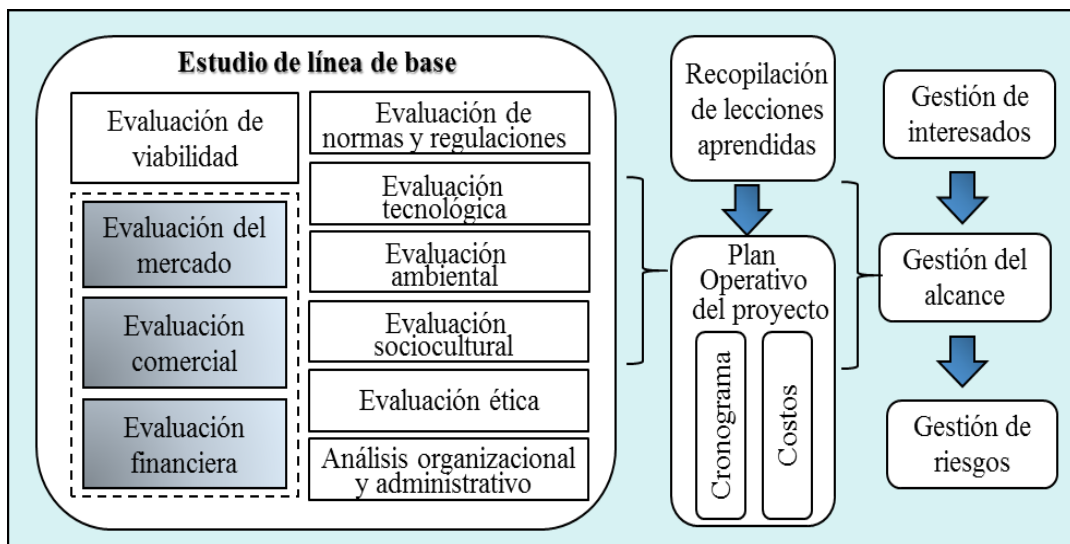 Estudio de línea de base
Evaluación de
viabilidad
Evaluación del
mercado
Evaluación
comercial
Evaluación
financiera
Evaluación de
normas y regulaciones
Evaluación
tecnológica
Evaluación
ambiental
Evaluación
sociocultural
Evaluación ética
Análisis organizacional
y administrativo
Recopilación
de lecciones
aprendidas
Plan
Operativo
del proyecto
Cronograma
Costos
Gestión de
interesados
Gestión del
alcance
Gestión de
riesgos